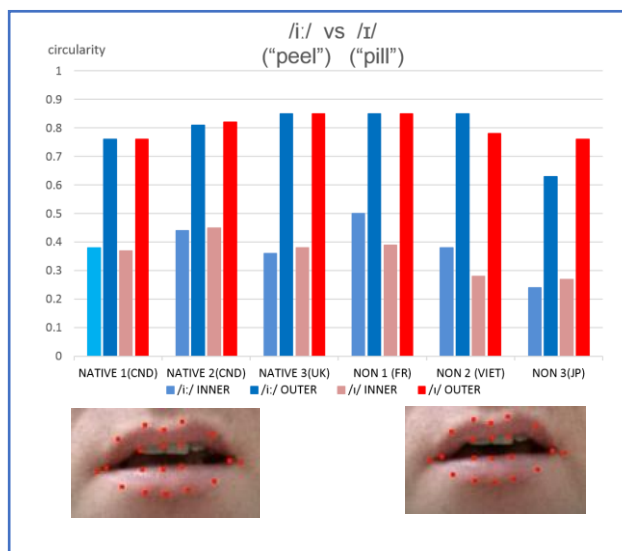 /iː/ vs /ɪ/
circularity
("peel") ("pill")
1
0.9
0.8
0.7
0.6
0.5
0.4
0.3
0.2
0.1
0
NATIVE 1(CND) NATIVE 2(CND) NATIVE 3(UK) NON 1 (FR) NON 2 (VIET) NON 3(JP)
/i:/ INNER /i:/ OUTER /ı/ INNER /ı/ OUTER